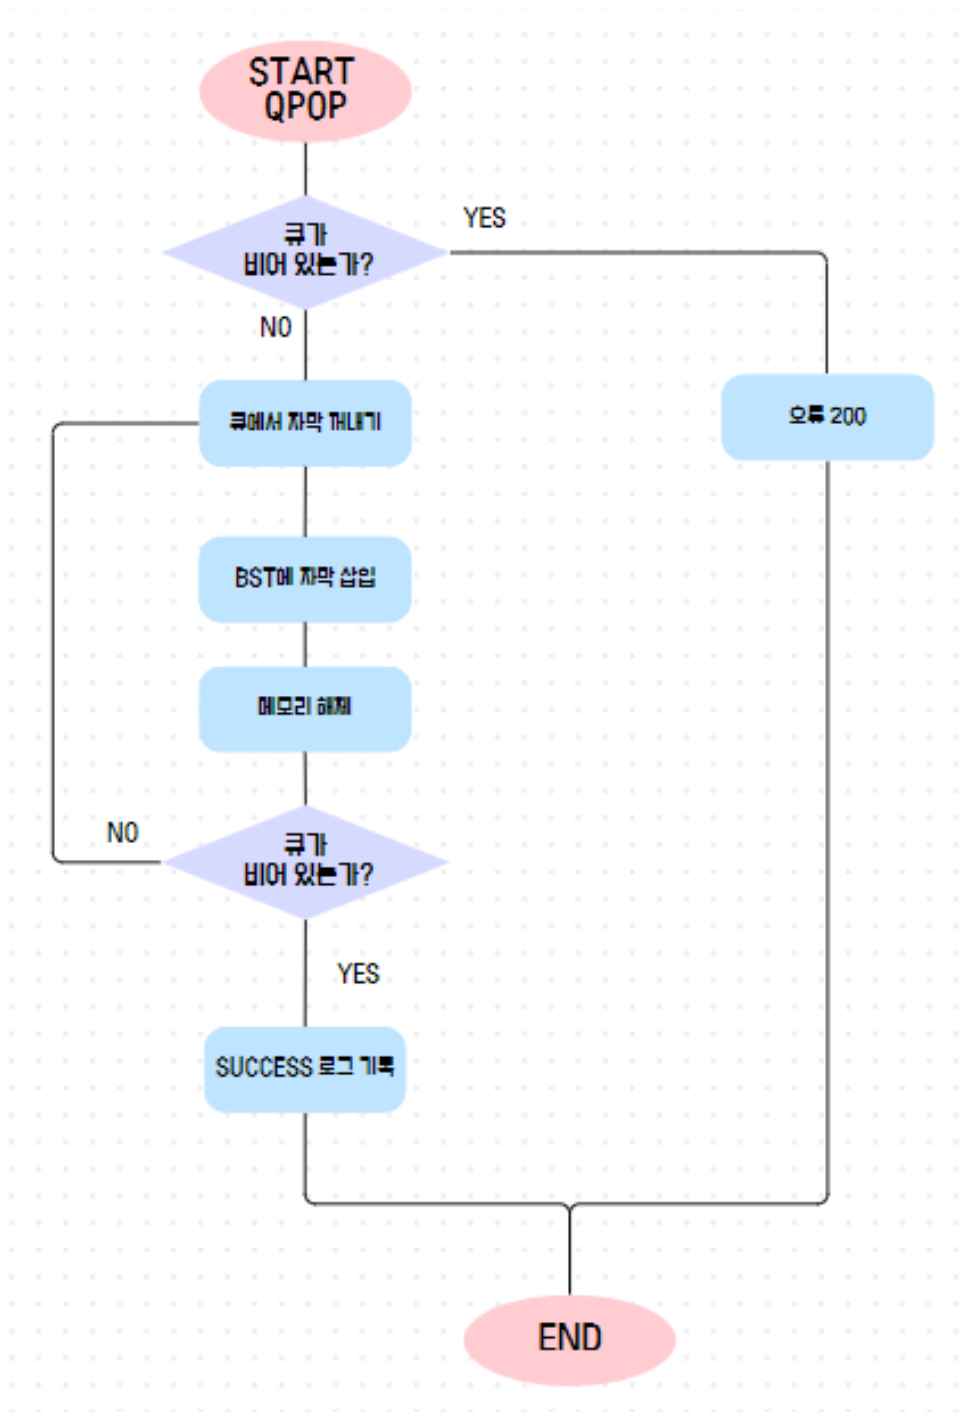 START
QPOP
큐가
비어 있는가?
YES
NO
큐에서 자막 꺼내기
오류 200
BST에 자막 삽입
메모리 해제
큐가
비어 있는가?
NO
YES
SUCCESS 로그 기록
END